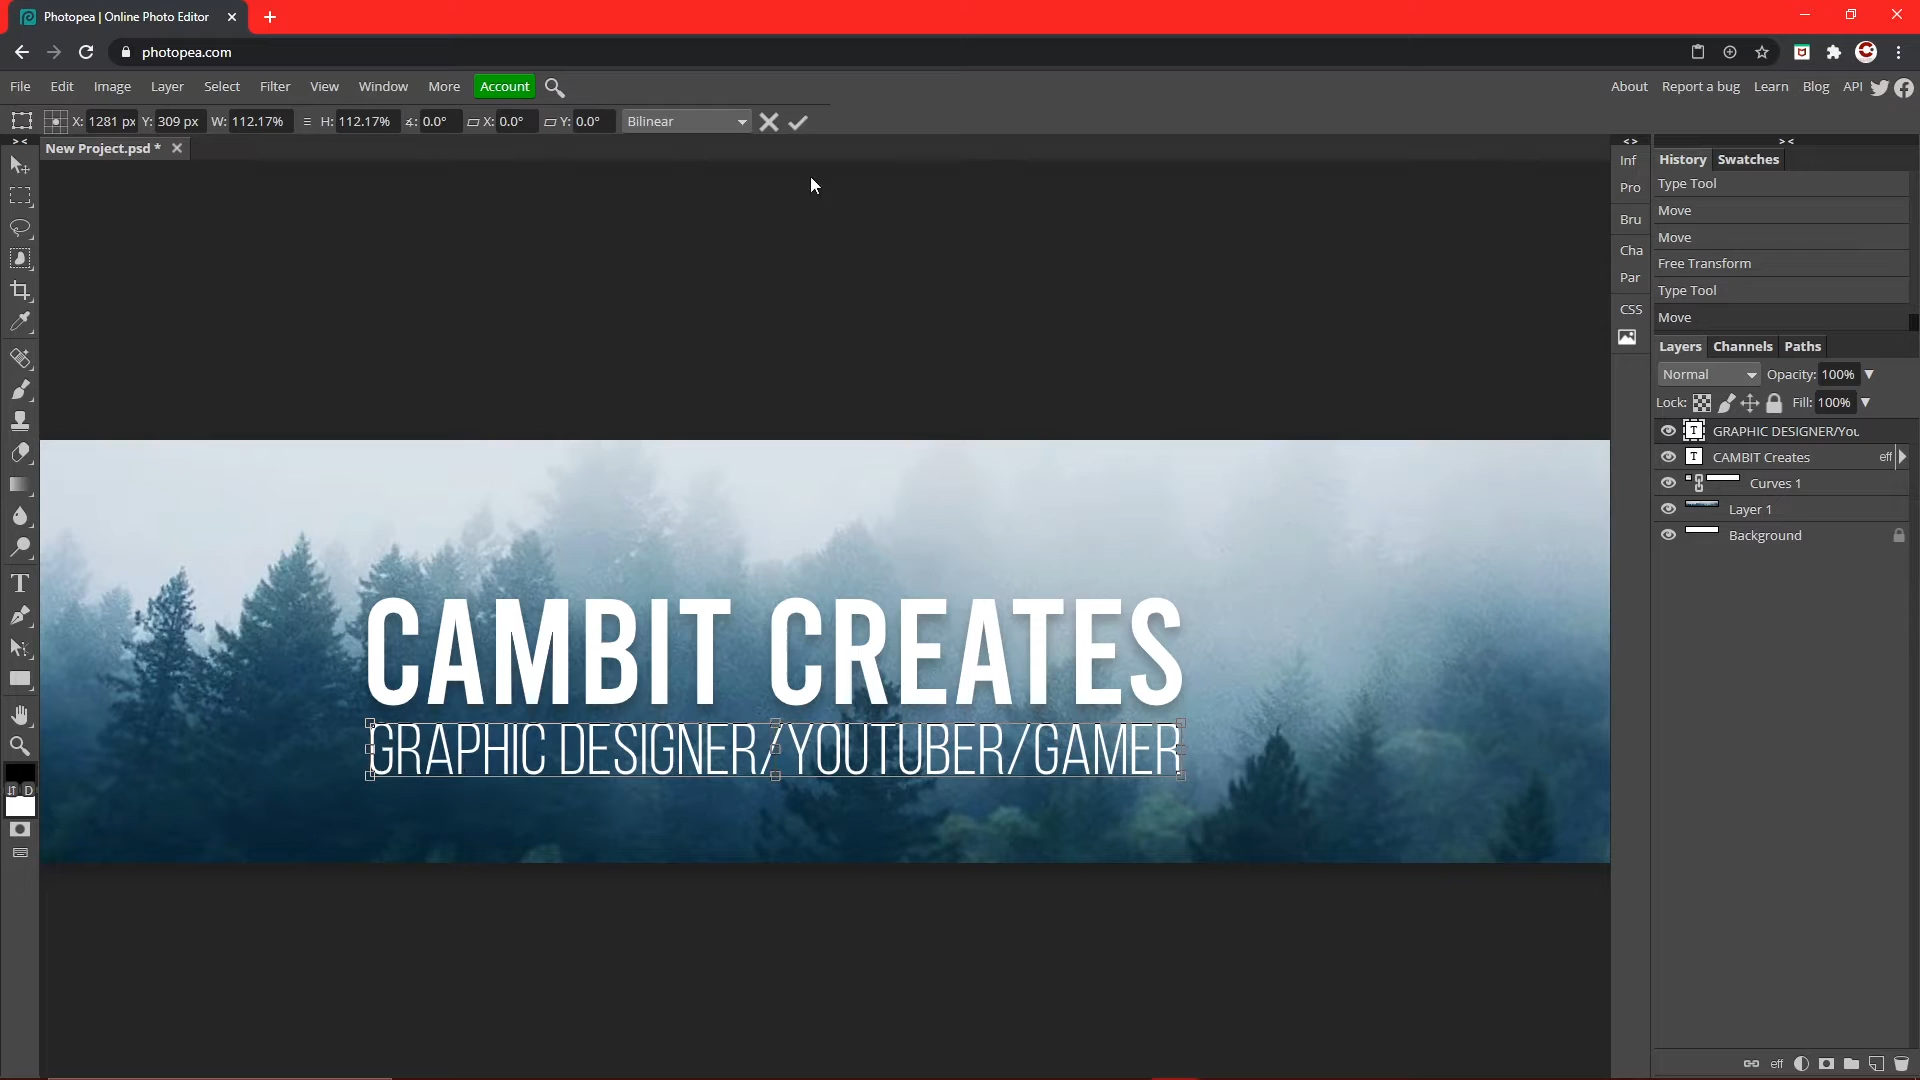 Photopea | Online Photo Editor
photopea.com
File Edit Image Layer Select Filter View Window More Account About Report a bug Learn Blog API
X: 1281 px Y: 309 px W: 112.17% H: 112.17% ∡: 0.0° X: 0.0° Y: 0.0° Bilinear
New Project.psd *
Inf
Pro
Bru
Cha
Par
CSS
History Swatches
Type Tool
Move
Move
Free Transform
Type Tool
Move
Layers Channels Paths
Normal Opacity: 100%
Lock: Fill: 100%
T GRAPHIC DESIGNER/You
T CAMBIT Creates eff
Curves 1
Layer 1
Background
CAMBIT CREATES
GRAPHIC DESIGNER/YOUTUBER/GAMER
T
D
eff